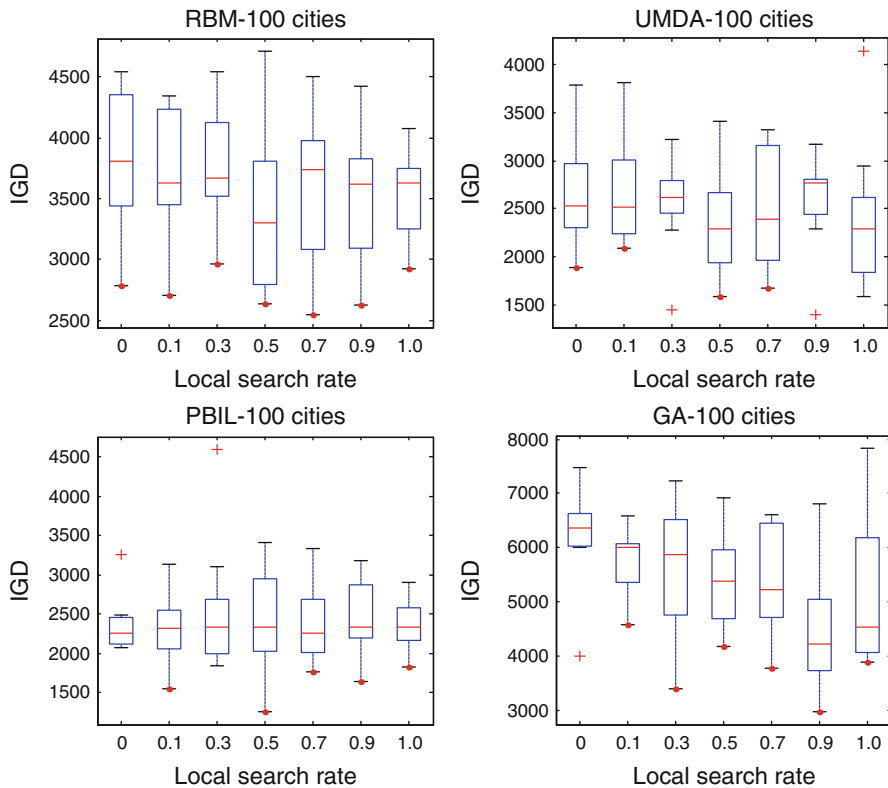 RBM-100 cities
IGD
4500
4000
3500
3000
2500
0 0.1 0.3 0.5 0.7 0.9 1.0
Local search rate
UMDA-100 cities
IGD
4000
3500
3000
2500
2000
1500
0 0.1 0.3 0.5 0.7 0.9 1.0
Local search rate
PBIL-100 cities
IGD
4500
4000
3500
3000
2500
2000
1500
0 0.1 0.3 0.5 0.7 0.9 1.0
Local search rate
GA-100 cities
IGD
8000
7000
6000
5000
4000
3000
0 0.1 0.3 0.5 0.7 0.9 1.0
Local search rate